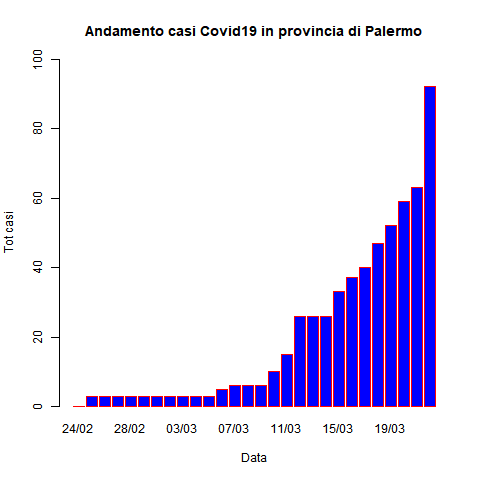 Andamento casi Covid19 in provincia di Palermo
100
80
60
40
20
0
Tot casi
24/02 28/02 03/03 07/03 11/03 15/03 19/03
Data